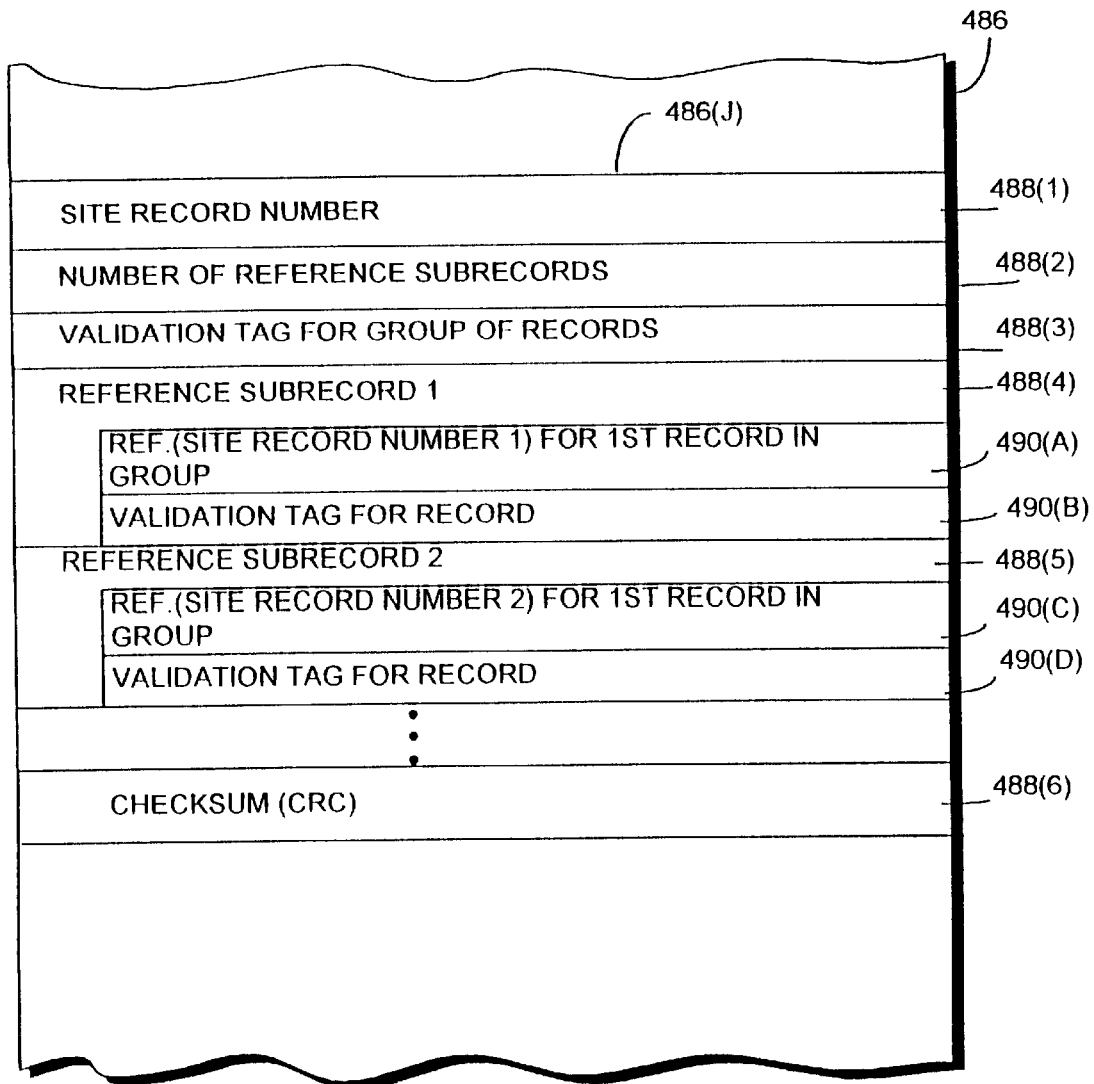 486
486(J)
SITE RECORD NUMBER
488(1)
NUMBER OF REFERENCE SUBRECORDS
488(2)
VALIDATION TAG FOR GROUP OF RECORDS
488(3)
REFERENCE SUBRECORD 1
488(4)
REF.(SITE RECORD NUMBER 1) FOR 1ST RECORD IN
GROUP
490(A)
VALIDATION TAG FOR RECORD
490(B)
REFERENCE SUBRECORD 2
488(5)
REF.(SITE RECORD NUMBER 2) FOR 1ST RECORD IN
GROUP
490(C)
VALIDATION TAG FOR RECORD
490(D)
CHECKSUM (CRC)
488(6)